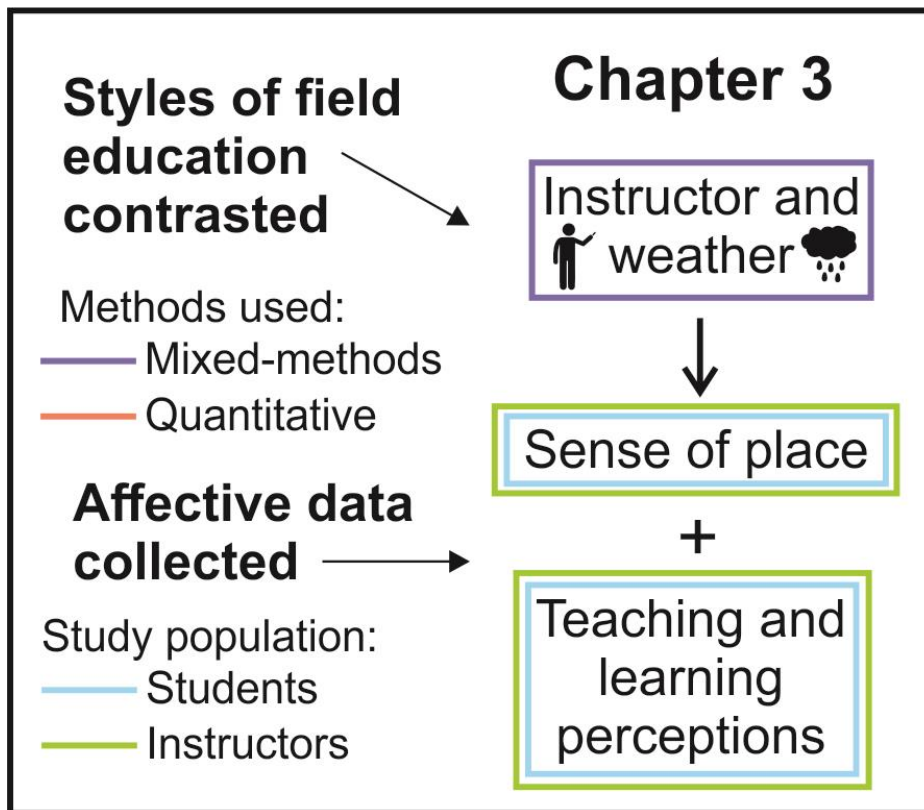 Styles of field
education
contrasted
Methods used:
Mixed-methods
Quantitative
Affective data
collected
Study population:
Students
Instructors
Chapter 3
Instructor and
weather
Sense of place
+
Teaching and
learning
perceptions